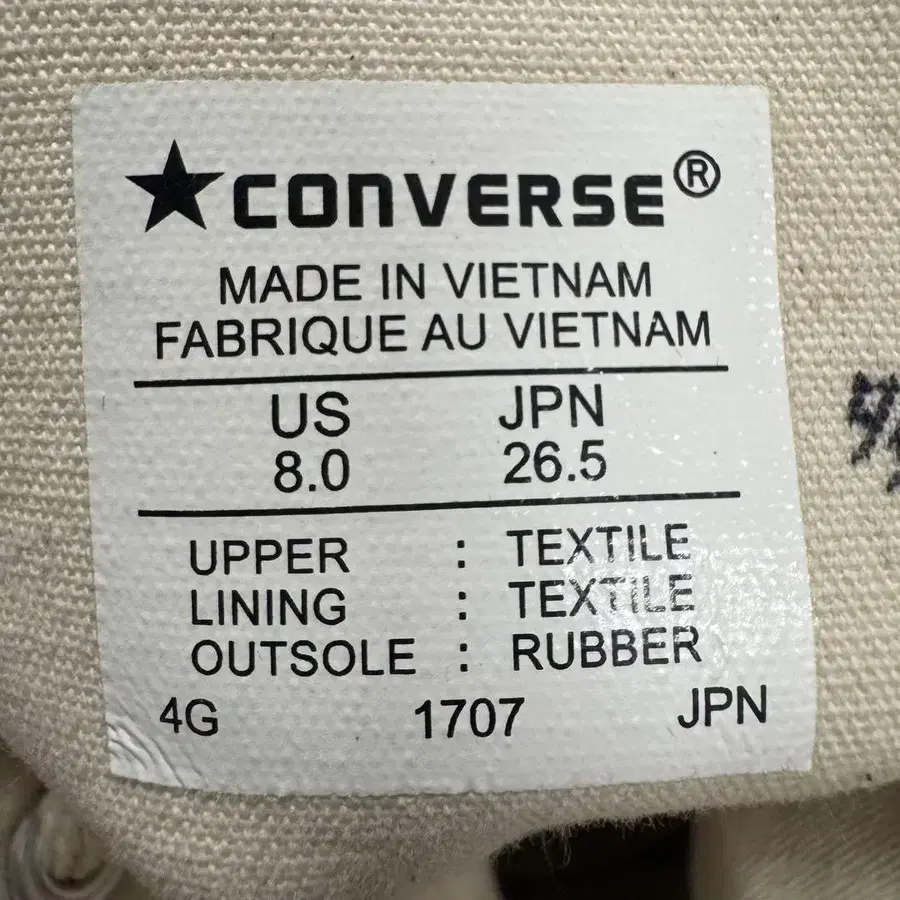 ★CONVERSE®
MADE IN VIETNAM
FABRIQUE AU VIETNAM
US JPN
8.0 26.5
UPPER : TEXTILE
LINING : TEXTILE
OUTSOLE : RUBBER
4G 1707 JPN